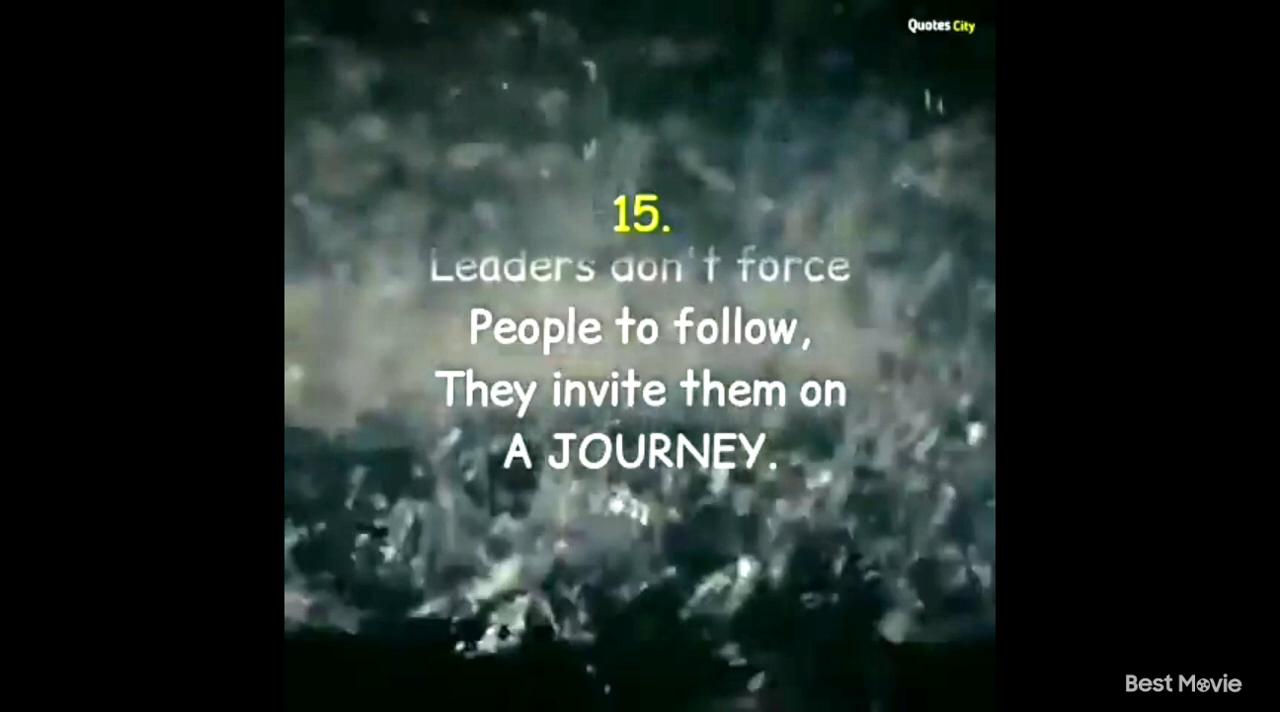 Quotes City
15.
Leaders don't force
People to follow,
They invite them on
A JOURNEY.
Best Movie